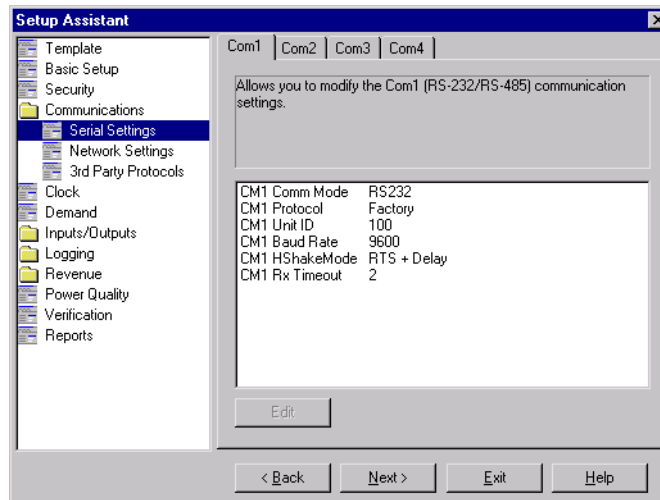 Setup Assistant
Template
Basic Setup
Security
Communications
Serial Settings
Network Settings
3rd Party Protocols
Clock
Demand
Inputs/Outputs
Logging
Revenue
Power Quality
Verification
Reports
Com1 Com2 Com3 Com4
Allows you to modify the Com1 (RS-232/RS-485) communication
settings.
CM1 Comm Mode RS232
CM1 Protocol Factory
CM1 Unit ID 100
CM1 Baud Rate 9600
CM1 HShakeMode RTS + Delay
CM1 Rx Timeout 2
Edit
< Back Next > Exit Help